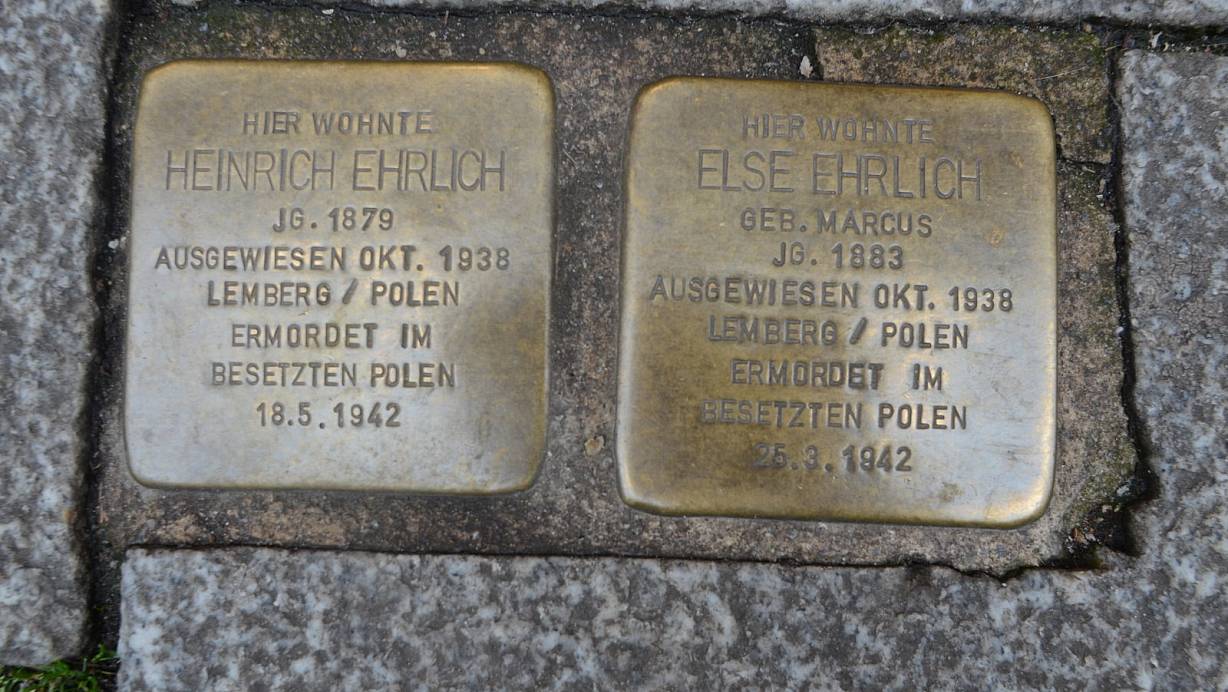 HIER WOHNTE
HEINRICH EHRLICH
JG. 1879
AUSGEWIESEN OKT. 1938
LEMBERG / POLEN
ERMORDET IM
BESETZTEN POLEN
18.5.1942
HIER WOHNTE
ELSE EHRLICH
GEB. MARCUS
JG. 1883
AUSGEWIESEN OKT. 1938
LEMBERG / POLEN
ERMORDET IM
BESETZTEN POLEN
25.3.1942